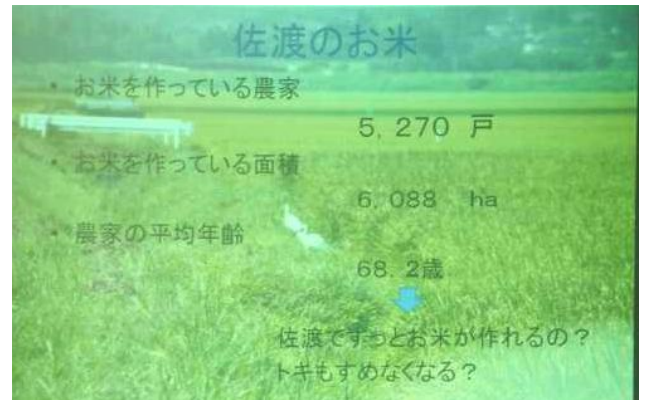 佐渡のお米
・お米を作っている農家
5，270 戸
・お米を作っている面積
6，088 ha
・農家の平均年齢
68．2歳
佐渡でずっとお米が作れるの？
トキもすめなくなる？